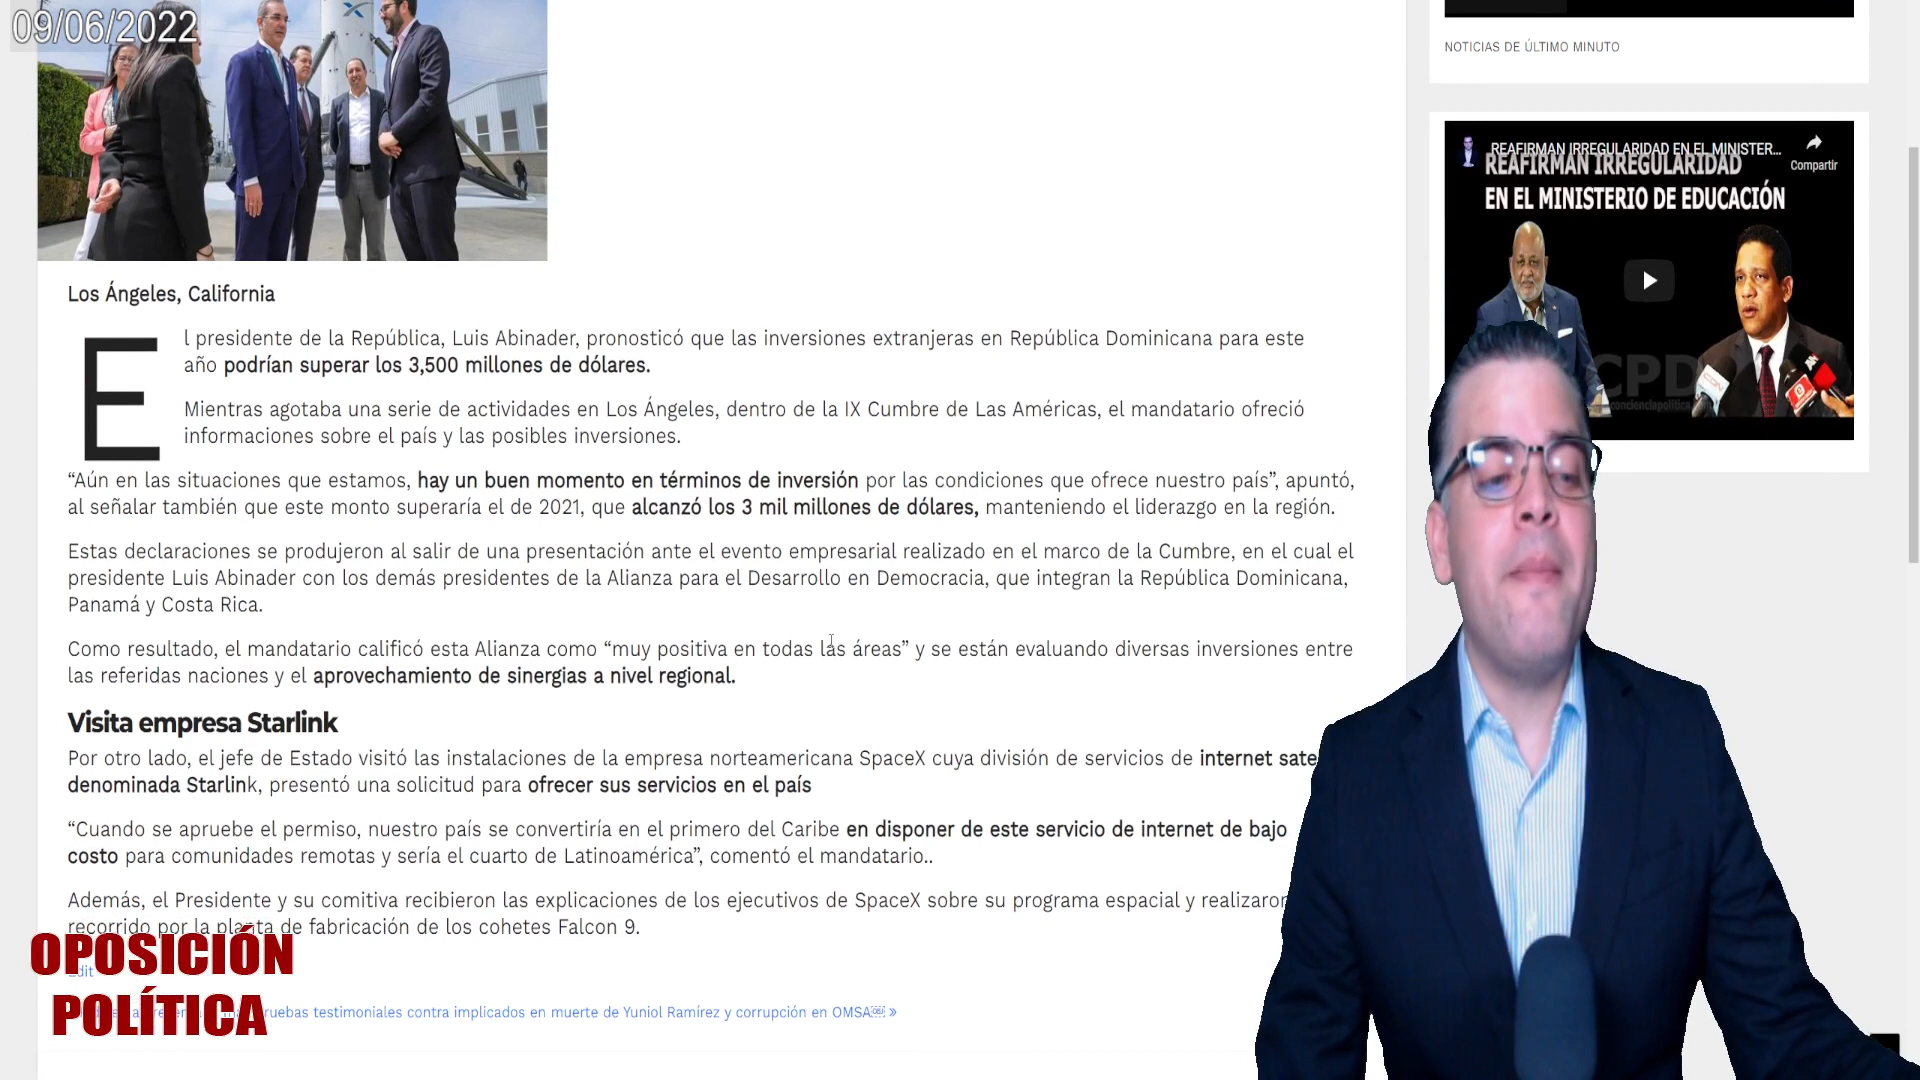 09/06/2022
Los Ángeles, California
El presidente de la República, Luis Abinader, pronosticó que las inversiones extranjeras en República Dominicana para este
año podrían superar los 3,500 millones de dólares.
Mientras agotaba una serie de actividades en Los Ángeles, dentro de la IX Cumbre de Las Américas, el mandatario ofreció
informaciones sobre el país y las posibles inversiones.
“Aún en las situaciones que estamos, hay un buen momento en términos de inversión por las condiciones que ofrece nuestro país”, apuntó,
al señalar también que este monto superaría el de 2021, que alcanzó los 3 mil millones de dólares, manteniendo el liderazgo en la región.
Estas declaraciones se produjeron al salir de una presentación ante el evento empresarial realizado en el marco de la Cumbre, en el cual el
presidente Luis Abinader con los demás presidentes de la Alianza para el Desarrollo en Democracia, que integran la República Dominicana,
Panamá y Costa Rica.
Como resultado, el mandatario calificó esta Alianza como “muy positiva en todas las áreas” y se están evaluando diversas inversiones entre
las referidas naciones y el aprovechamiento de sinergias a nivel regional.
Visita empresa Starlink
Por otro lado, el jefe de Estado visitó las instalaciones de la empresa norteamericana SpaceX cuya división de servicios de internet sate
denominada Starlink, presentó una solicitud para ofrecer sus servicios en el país
“Cuando se apruebe el permiso, nuestro país se convertiría en el primero del Caribe en disponer de este servicio de internet de bajo
costo para comunidades remotas y sería el cuarto de Latinoamérica”, comentó el mandatario..
Además, el Presidente y su comitiva recibieron las explicaciones de los ejecutivos de SpaceX sobre su programa espacial y realizaron
recorrido por la planta de fabricación de los cohetes Falcon 9.
Edit
pruebas testimoniales contra implicados en muerte de Yuniol Ramírez y corrupción en OMSA »
OPOSICIÓN
POLÍTICA
NOTICIAS DE ÚLTIMO MINUTO
REAFIRMAN IRREGULARIDAD EN EL MINISTER...
Compartir
REAFIRMAN IRREGULARIDAD
EN EL MINISTERIO DE EDUCACIÓN
CPD
CDN